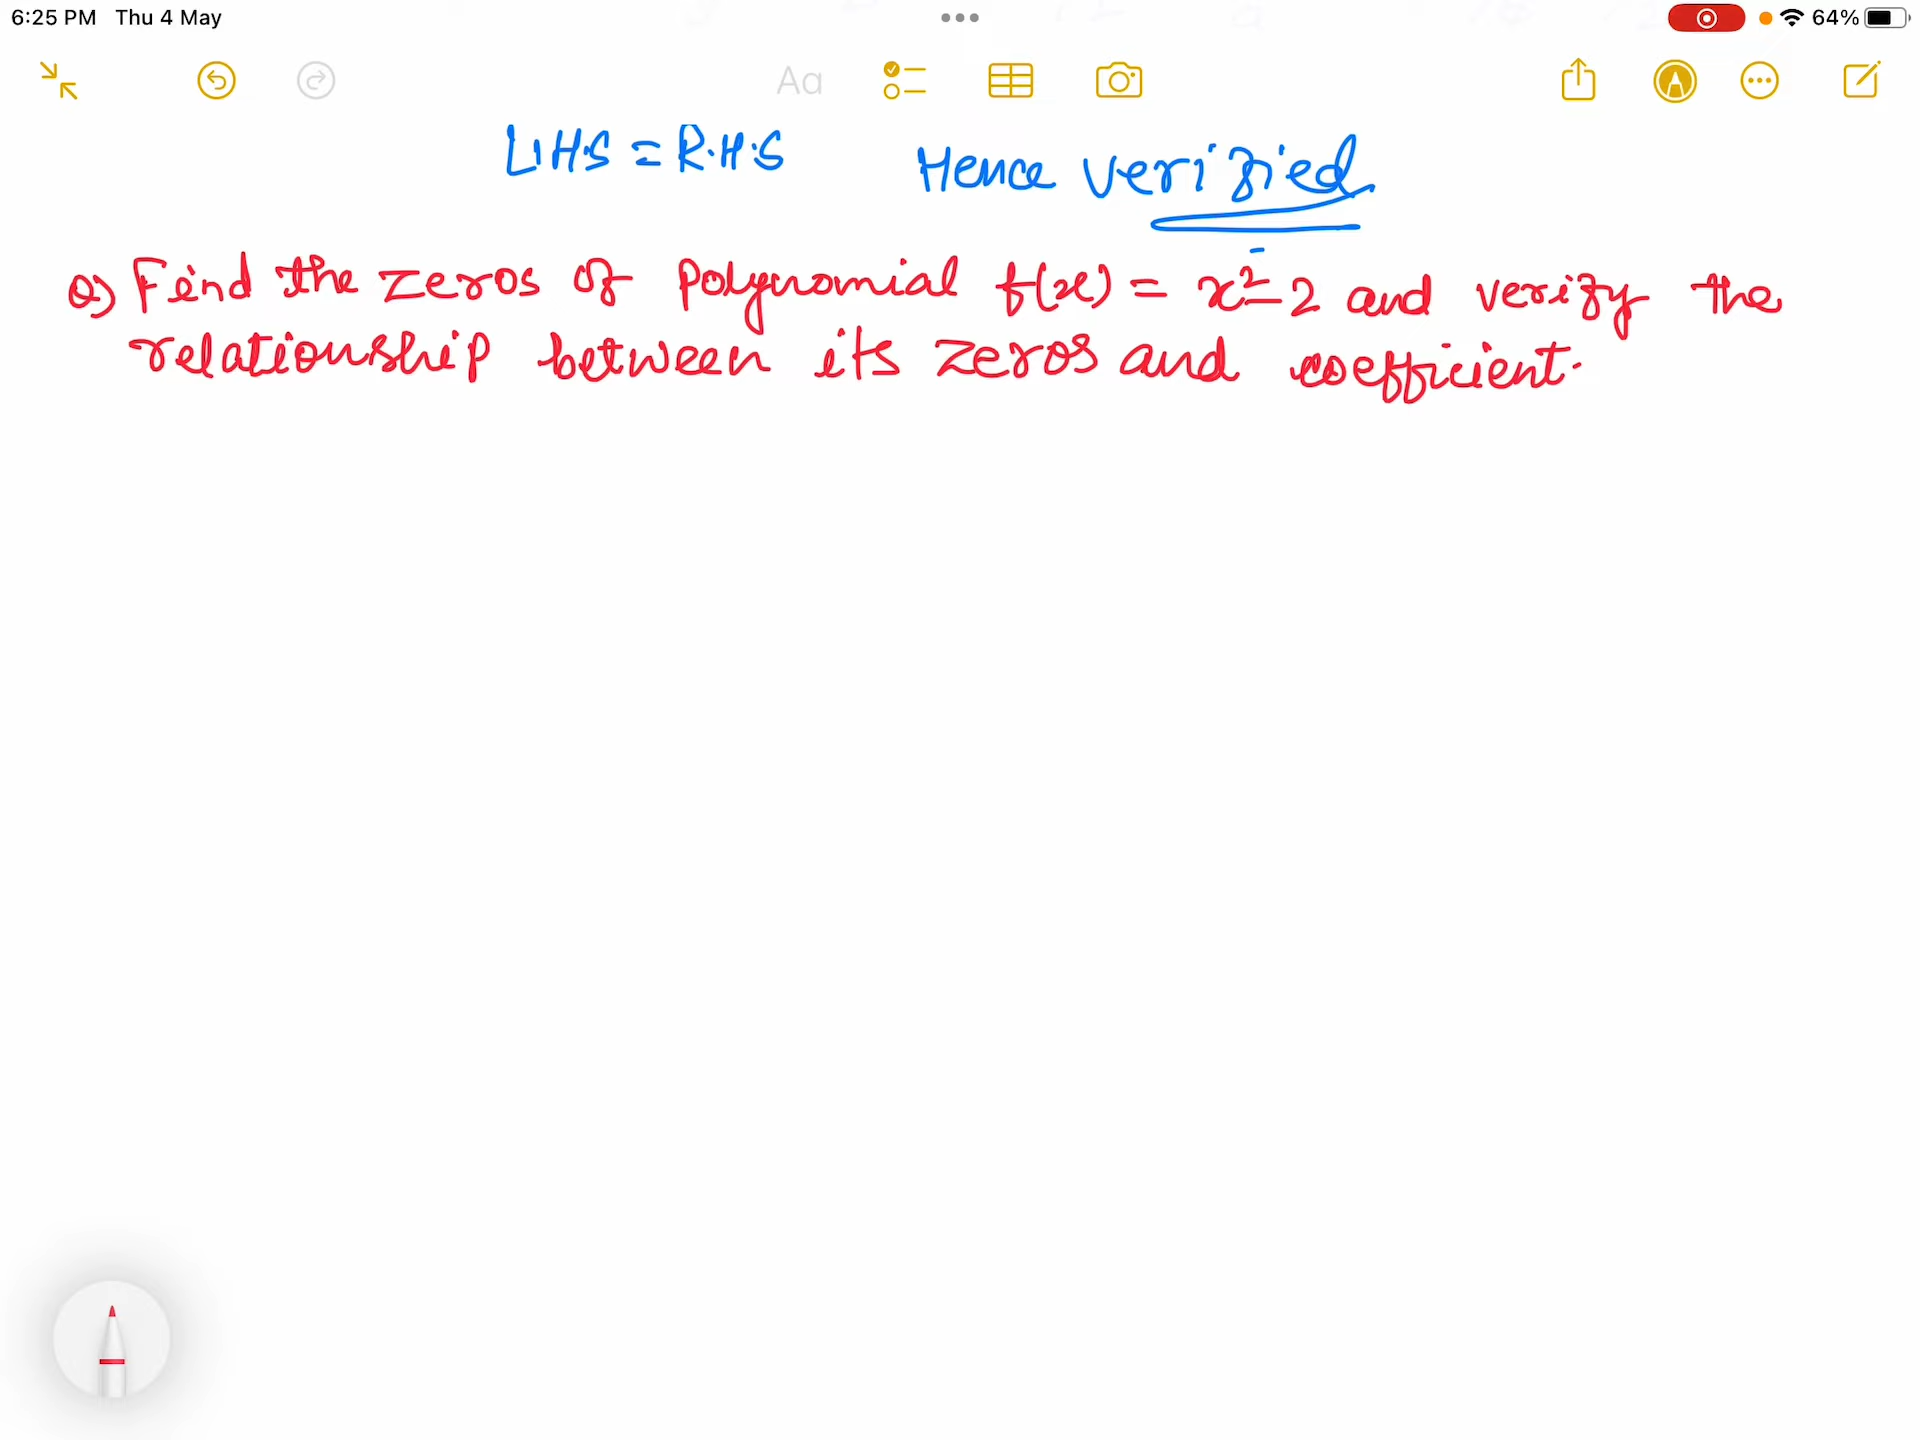 6:25 PM Thu 4 May
64%
Aa
L.H.S = R.H.S Hence verified
Q) Find the zeros of polynomial f(x) = x² - 2 and verify the
relationship between its zeros and coefficient.